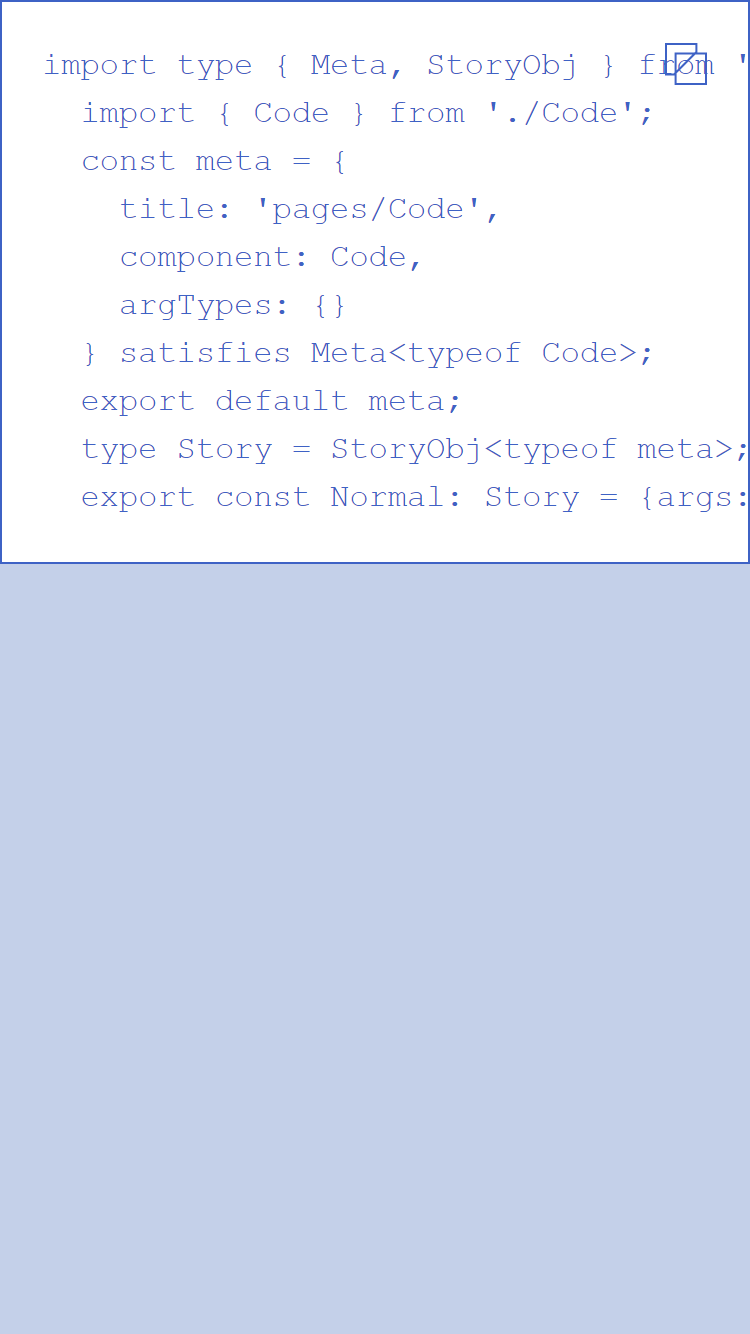 import type { Meta, StoryObj } from '
import { Code } from './Code';
const meta = {
title: 'pages/Code',
component: Code,
argTypes: {}
} satisfies Meta<typeof Code>;
export default meta;
type Story = StoryObj<typeof meta>;
export const Normal: Story = {args: